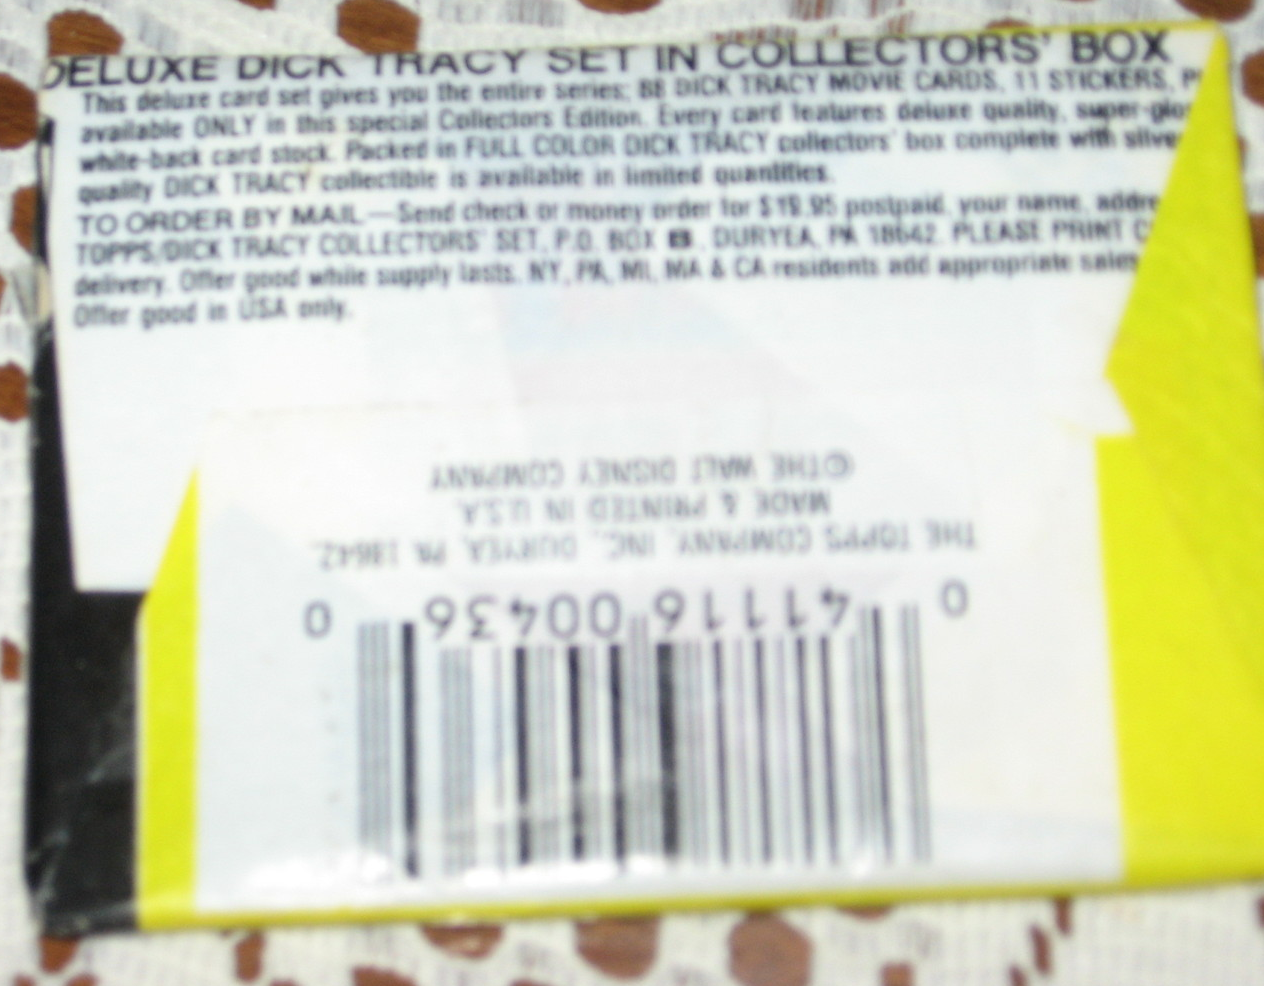 DELUXE DICK TRACY SET IN COLLECTORS' BOX
This deluxe card set gives you the entire series; 88 DICK TRACY MOVIE CARDS, 11 STICKERS,
available ONLY in this special Collectors Edition. Every card features deluxe quality, super-glos
white-back card stock. Packed in FULL COLOR DICK TRACY collectors' box complete with silve
quality DICK TRACY collectible is available in limited quantities.
TO ORDER BY MAIL—Send check or money order for $19.95 postpaid, your name, addre
TOPPS/DICK TRACY COLLECTORS' SET, P.O. BOX , DURYEA, PA 18642. PLEASE PRINT C
delivery. Offer good while supply lasts. NY, PA, MI, MA & CA residents add appropriate sales
Offer good in USA only.
©THE WALT DISNEY COMPANY
MADE & PRINTED IN U.S.A.
THE TOPPS COMPANY, INC., DURYEA, PA 18642.
0 41116 00436 0